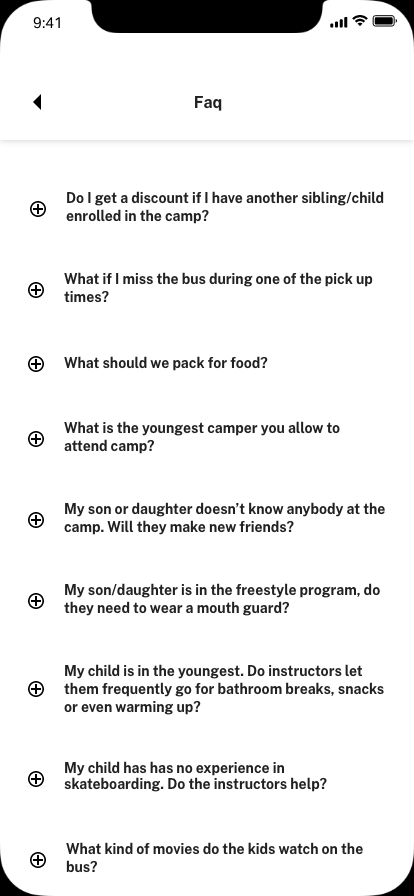 9:41
Faq
Do I get a discount if I have another sibling/child
enrolled in the camp?
What if I miss the bus during one of the pick up
times?
What should we pack for food?
What is the youngest camper you allow to
attend camp?
My son or daughter doesn’t know anybody at the
camp. Will they make new friends?
My son/daughter is in the freestyle program, do
they need to wear a mouth guard?
My child is in the youngest. Do instructors let
them frequently go for bathroom breaks, snacks
or even warming up?
My child has has no experience in
skateboarding. Do the instructors help?
What kind of movies do the kids watch on the
bus?